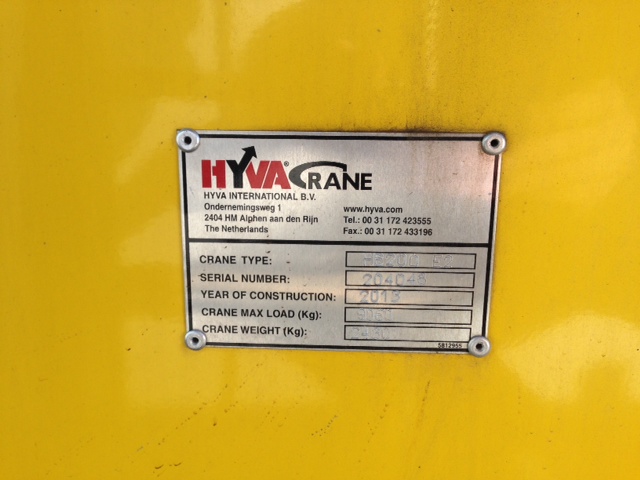 HYVA® CRANE
HYVA INTERNATIONAL B.V.
Ondernemingsweg 1 www.hyva.com
2404 HM Alphen aan den Rijn Tel.: 00 31 172 423555
The Netherlands Fax.: 00 31 172 433196
CRANE TYPE:
SERIAL NUMBER:
YEAR OF CONSTRUCTION: 2013
CRANE MAX LOAD (Kg):
CRANE WEIGHT (Kg):
5812955